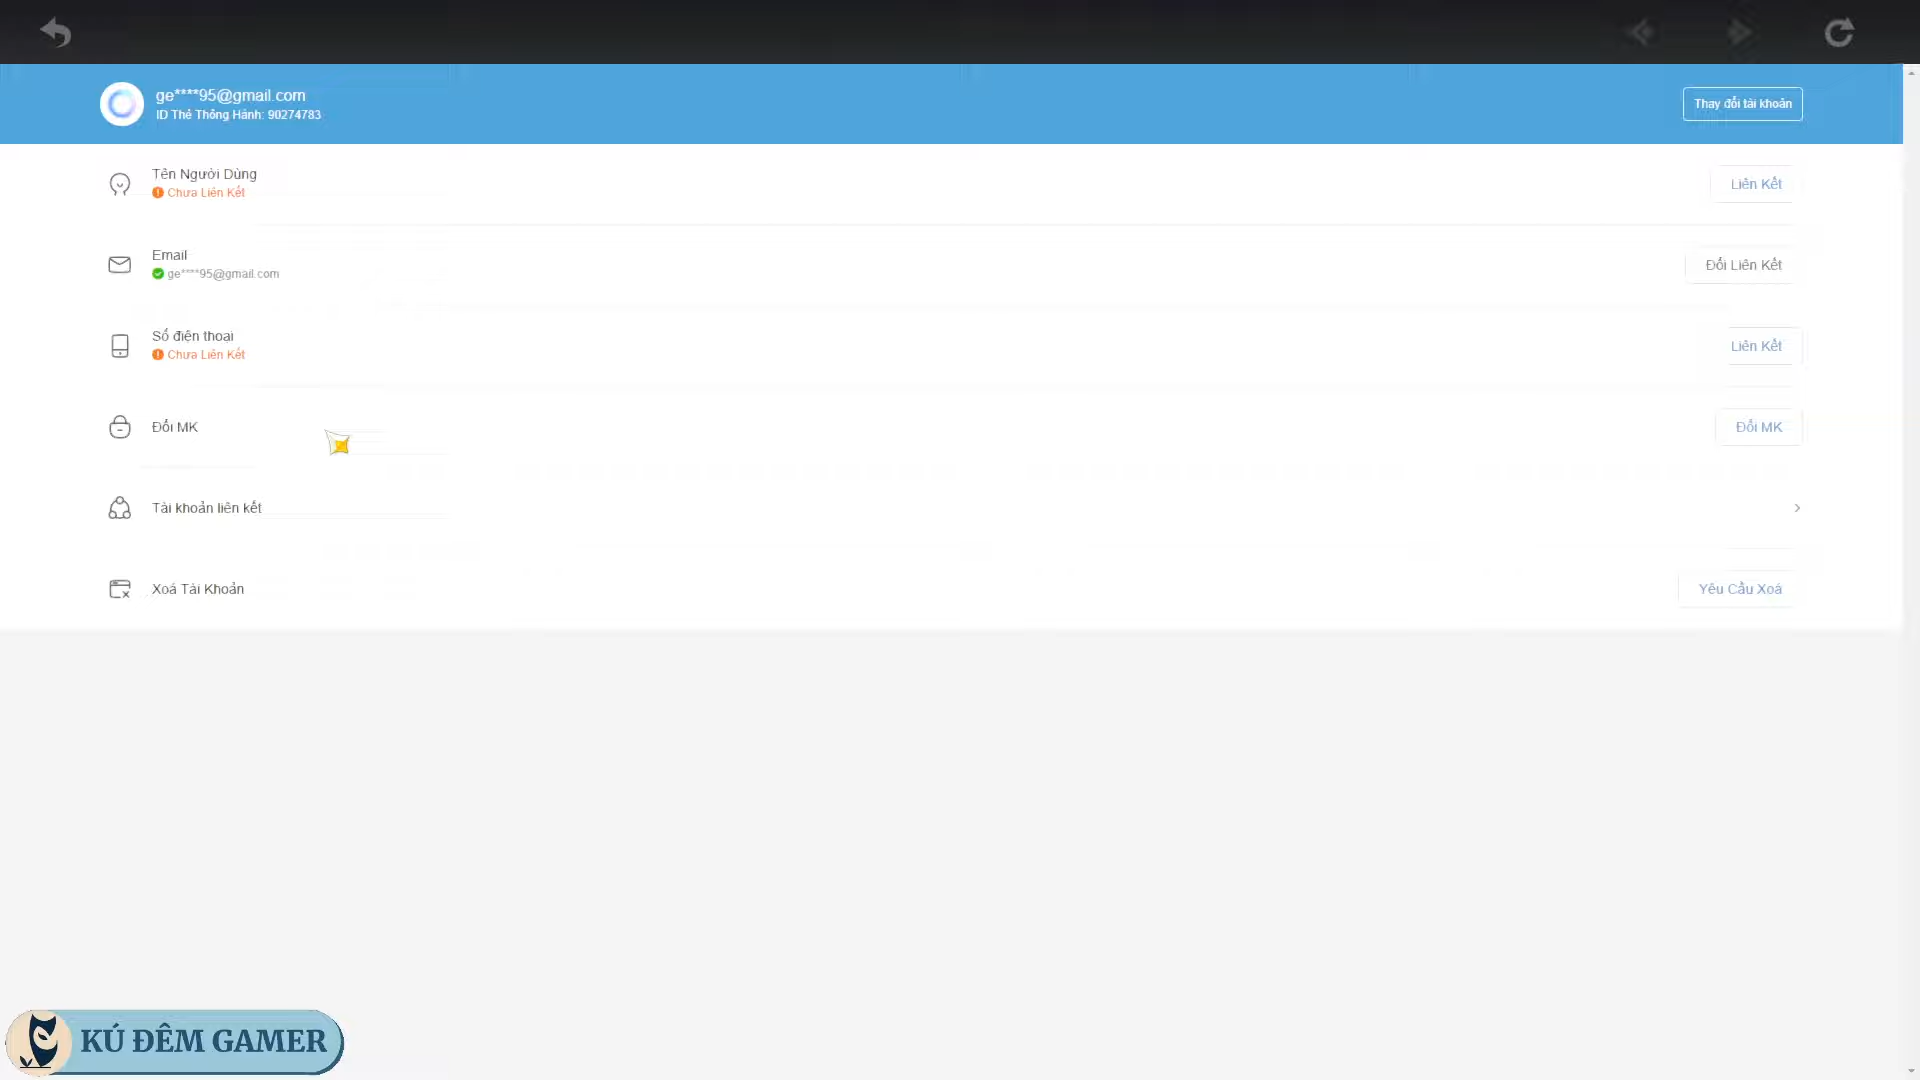 ge****95@gmail.com
ID Thẻ Thông Hành: 90274783
Thay đổi tài khoản
Tên Người Dùng
Chưa Liên Kết
Liên Kết
Email
ge****95@gmail.com
Đổi Liên Kết
Số điện thoại
Chưa Liên Kết
Liên Kết
Đổi MK
Đổi MK
Tài khoản liên kết
Xoá Tài Khoản
Yêu Cầu Xoá
KÚ ĐÊM GAMER